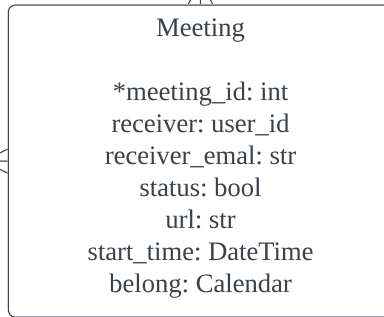 Meeting
*meeting_id: int
receiver: user_id
receiver_emal: str
status: bool
url: str
start_time: DateTime
belong: Calendar